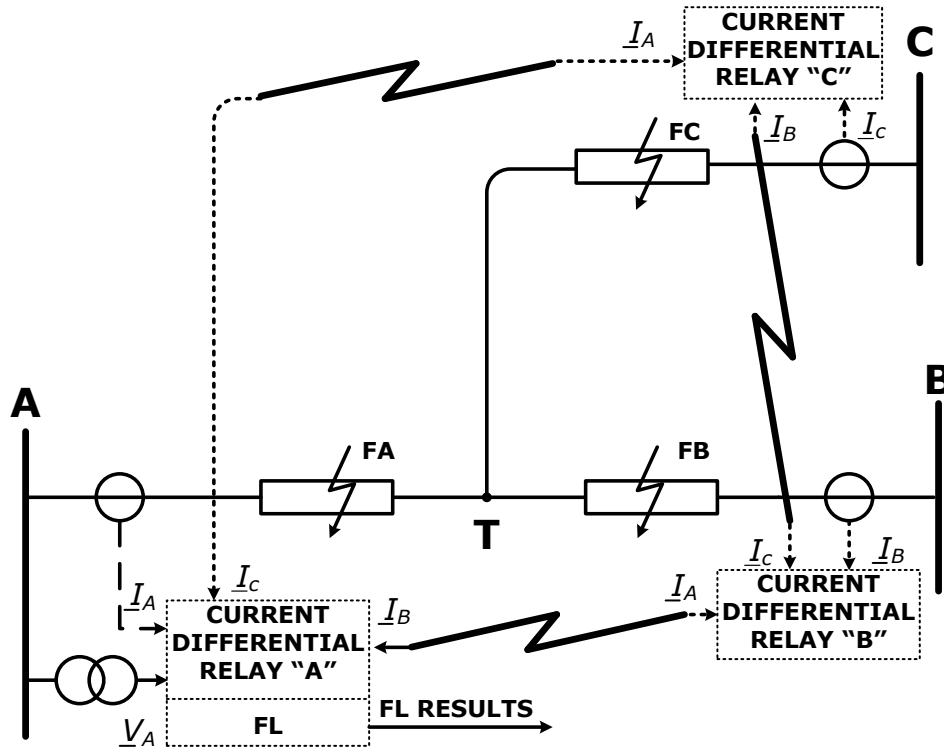 CURRENT
DIFFERENTIAL
RELAY "C"
C
I_A
FC
I_B
I_c
A
B
FA
FB
T
I_c
I_B
I_A
I_c
I_B
I_A
CURRENT
DIFFERENTIAL
RELAY "A"
CURRENT
DIFFERENTIAL
RELAY "B"
FL
FL RESULTS
V_A